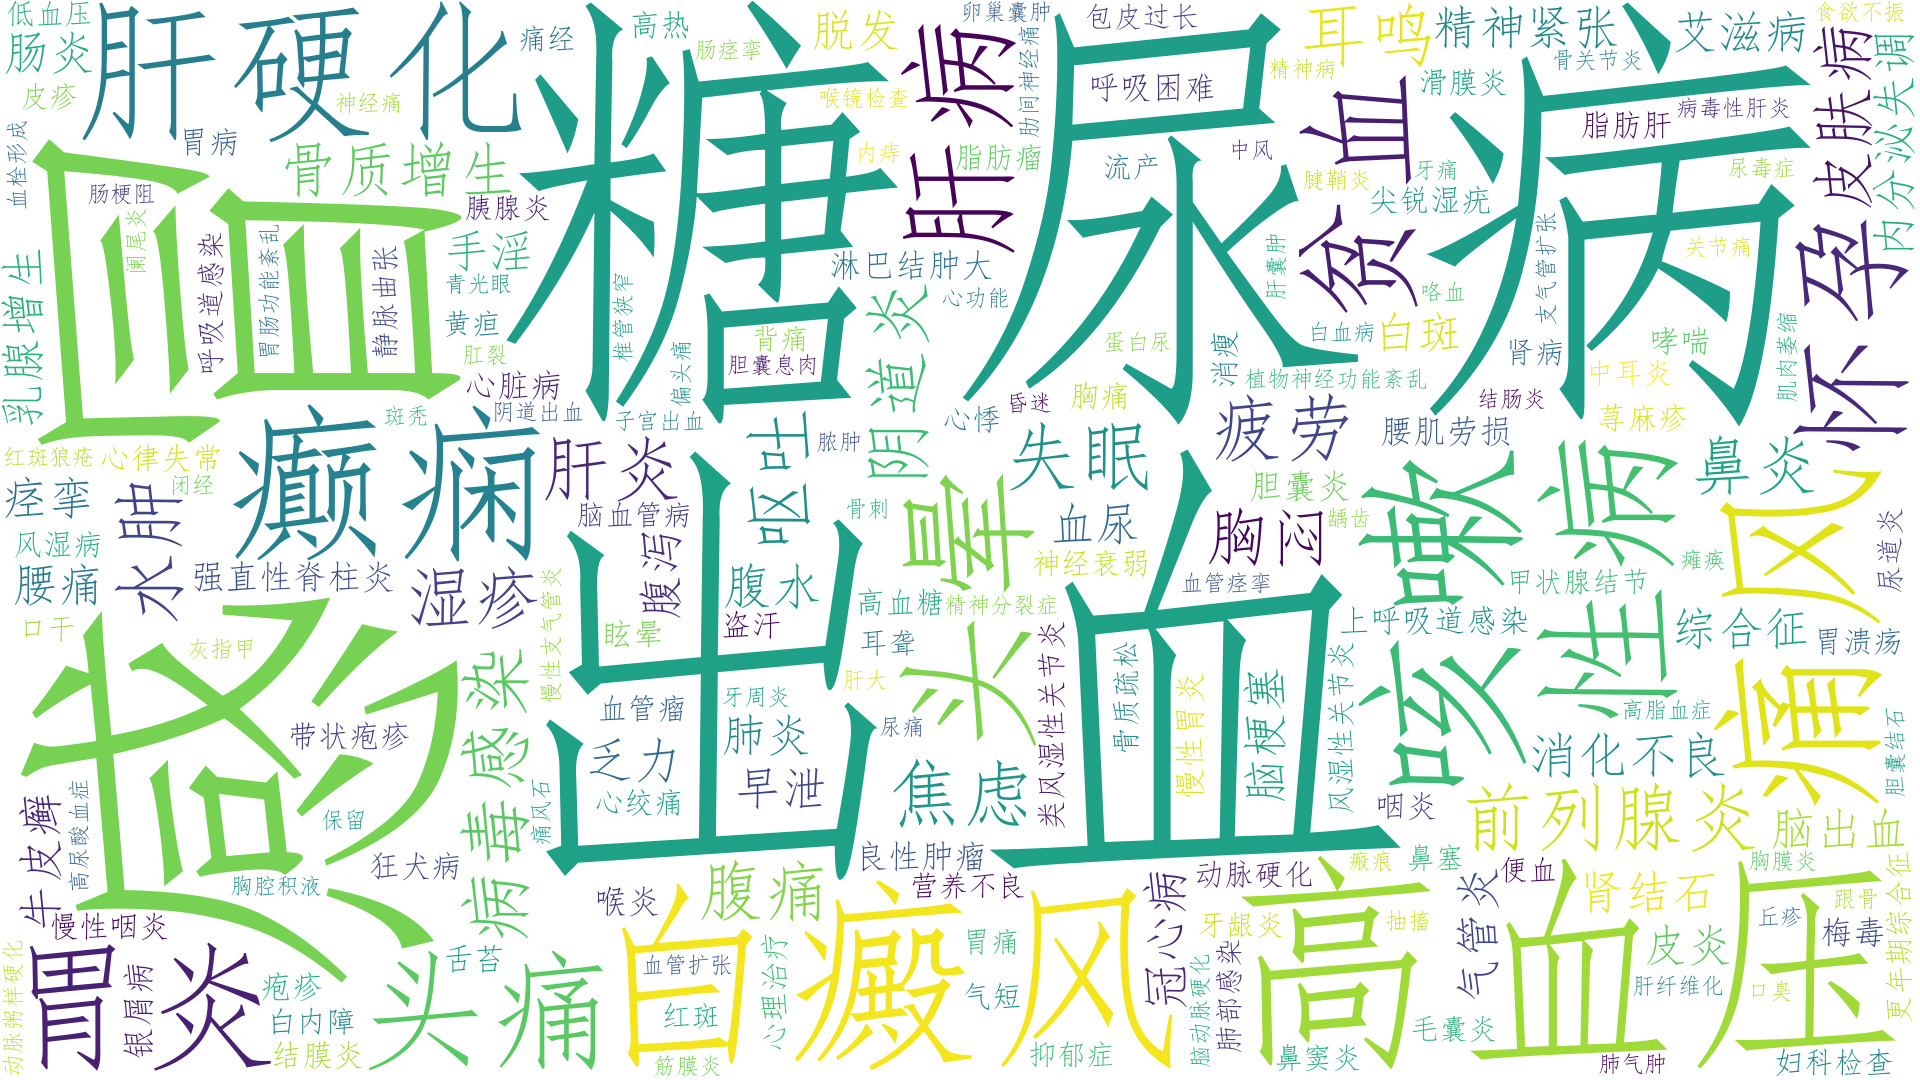 低血压
肠炎
皮疹
肝硬化
痛经
神经痛
胃病
高热
肠痉挛
脱发
喉镜检查
肝病
卵巢囊肿
肋间神经痛
包皮过长
呼吸困难
耳鸣
精神病
精神紧张
骨关节炎
滑膜炎
艾滋病
食欲不振
皮肤病
内分泌失调
病毒性肝炎
脂肪肝
贫血
糖尿病
血栓形成
肠梗阻
阑尾炎
骨质增生
胰腺炎
手淫
青光眼
内痔
脂肪瘤
流产
中风
腱鞘炎
牙痛
尖锐湿疣
尿毒症
关节痛
支气管扩张
怀孕
乳腺增生
呼吸道感染
胃肠功能紊乱
静脉曲张
黄疸
肛裂
椎管狭窄
淋巴结肿大
心功能
肝囊肿
咯血
白血病
白斑
肾病
哮喘
肌肉萎缩
肿瘤
心脏病
偏头痛
背痛
胆囊息肉
阴道炎
蛋白尿
消瘦
植物神经功能紊乱
中耳炎
结肠炎
荨麻疹
斑秃
阴道出血
子宫出血
心悸
昏迷
胸痛
疲劳
腰肌劳损
鼻炎
红斑狼疮
心律失常
闭经
癫痫
肝炎
呕吐
脓肿
失眠
胆囊炎
痉挛
水肿
脑血管病
骨刺
头晕
血尿
胸闷
龋齿
咳嗽
性病
痛风
尿道炎
风湿病
腰痛
强直性脊柱炎
湿疹
慢性支气管炎
腹泻
腹水
高血糖
精神分裂症
神经衰弱
血管痉挛
甲状腺结节
瘫痪
口干
灰指甲
眩晕
盗汗
耳聋
类风湿性关节炎
骨质疏松
上呼吸道感染
综合征
胃溃疡
出血
病毒感染
带状疱疹
血管瘤
牙周炎
肝大
尿痛
慢性胃炎
脑梗塞
风湿性关节炎
高脂血症
胆囊结石
保留
痛风石
乏力
肺炎
心绞痛
早泄
焦虑
咽炎
消化不良
前列腺炎
脑出血
牛皮癣
高尿酸血症
胸腔积液
狂犬病
良性肿瘤
瘢痕
鼻塞
胸膜炎
慢性咽炎
喉炎
腹痛
营养不良
冠心病
动脉硬化
便血
肾结石
跟骨
更年期综合征
胃炎
动脉粥样硬化
银屑病
疱疹
舌苔
头痛
白癜风
血管扩张
心理治疗
胃痛
气短
牙龈炎
抽搐
气管炎
皮炎
丘疹
梅毒
高血压
白内障
结膜炎
红斑
筋膜炎
抑郁症
脑动脉硬化
肺部感染
鼻窦炎
毛囊炎
肝纤维化
口臭
肺气肿
妇科检查